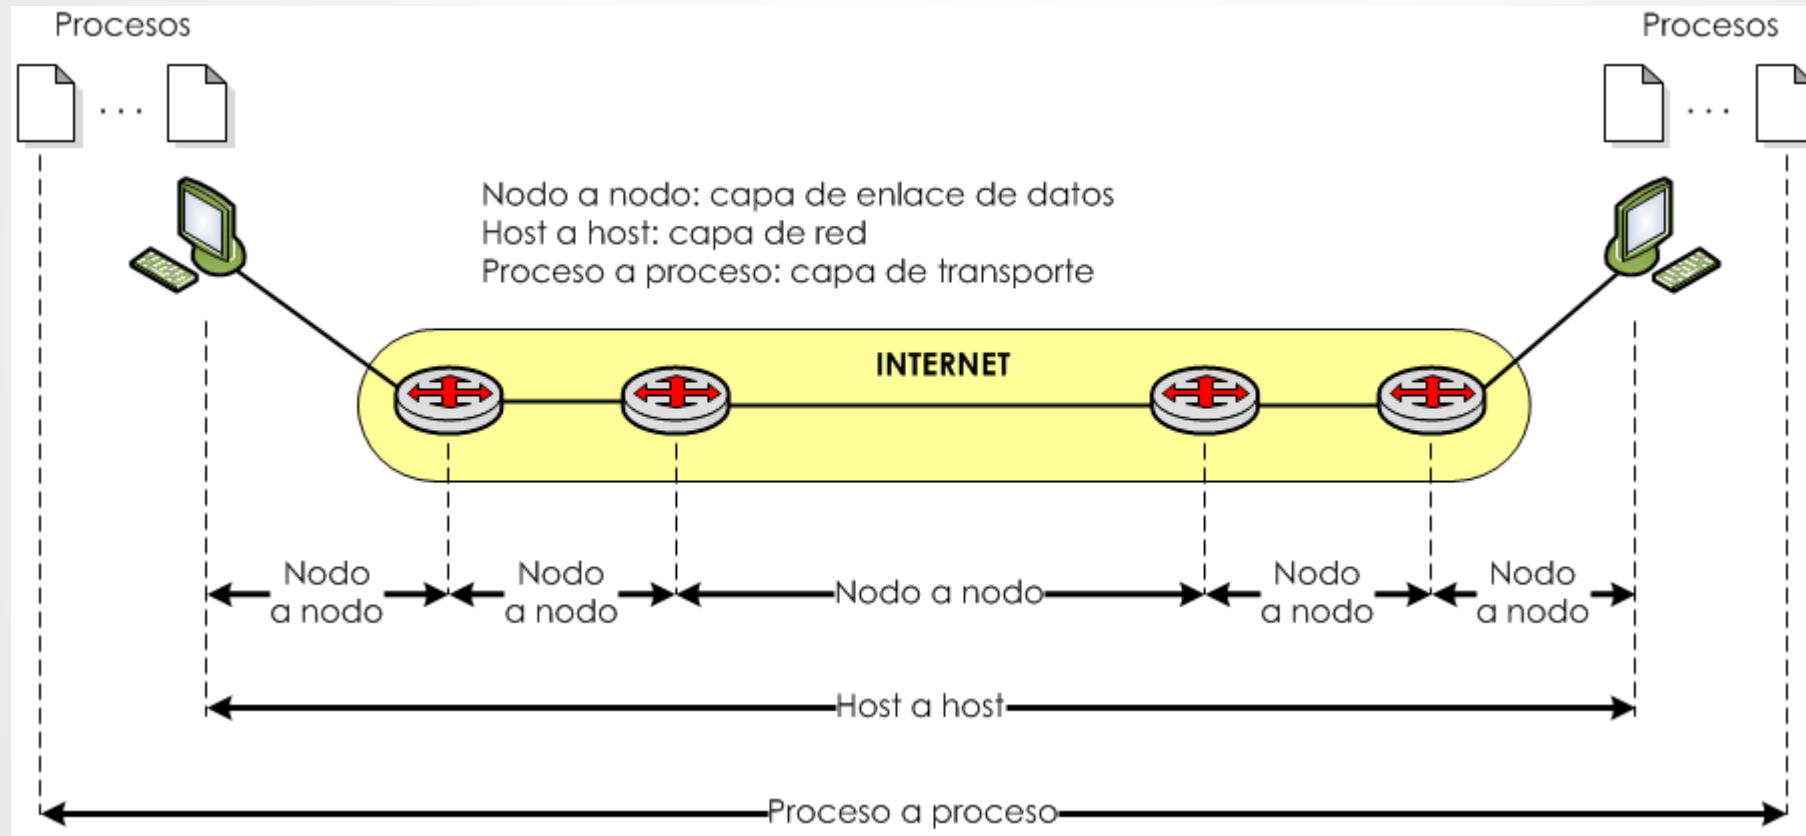 Procesos
Procesos
. . .
. . .
Nodo a nodo: capa de enlace de datos
Host a host: capa de red
Proceso a proceso: capa de transporte
INTERNET
Nodo
a nodo
Nodo
a nodo
Nodo a nodo
Nodo
a nodo
Nodo
a nodo
Host a host
Proceso a proceso